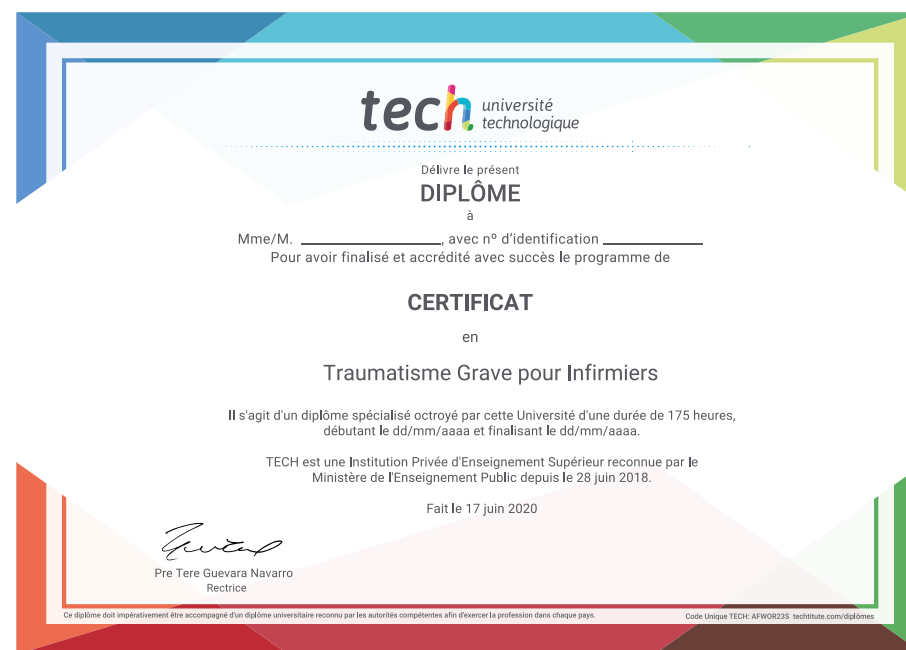 tech université
technologique
Délivre le présent
DIPLÔME
à
Mme/M. ____________________, avec nº d'identification ______________
Pour avoir finalisé et accrédité avec succès le programme de
CERTIFICAT
en
Traumatisme Grave pour Infirmiers
Il s'agit d'un diplôme spécialisé octroyé par cette Université d'une durée de 175 heures,
débutant le dd/mm/aaaa et finalisant le dd/mm/aaaa.
TECH est une Institution Privée d'Enseignement Supérieur reconnue par le
Ministère de l'Enseignement Public depuis le 28 juin 2018.
Fait le 17 juin 2020
Pre Tere Guevara Navarro
Rectrice
Ce diplôme doit impérativement être accompagné d'un diplôme universitaire reconnu par les autorités compétentes afin d'exercer la profession dans chaque pays.
Code Unique TECH: AFWOR23S techtitute.com/diplômes